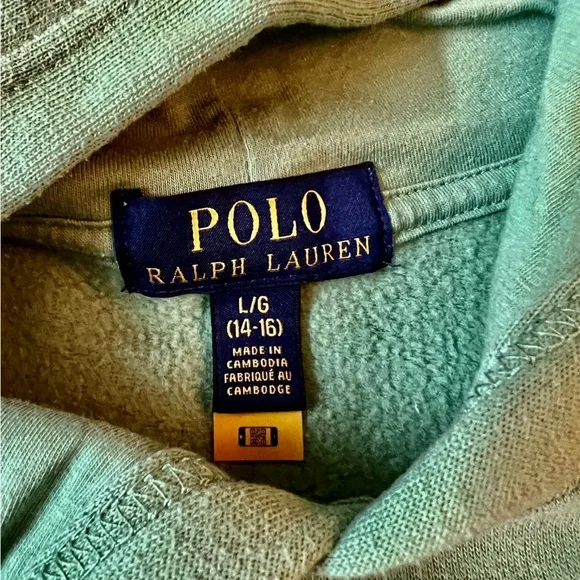 POLO
RALPH LAUREN
L/G
(14-16)
MADE IN
CAMBODIA
FABRIQUÉ AU
CAMBODGE